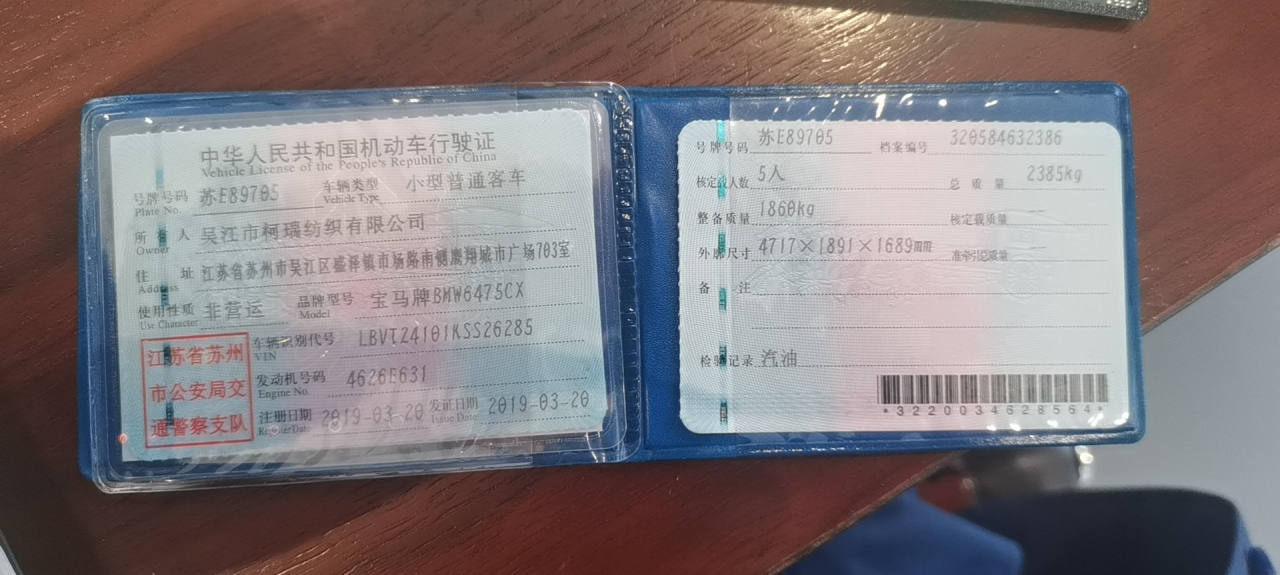 中华人民共和国机动车行驶证
Vehicle License of the People's Republic of China
号牌号码 苏E89705 车辆类型 小型普通客车
Plate No. Vehicle Type
所有人 吴江市柯瑞纺织有限公司
Owner
住址 江苏省苏州市吴江区盛泽镇市场路南侧鹰翔城市广场703室
Address
使用性质 非营运 品牌型号 宝马牌BMW6475CX
Use Character Model
车辆识别代号 LBVTZ4101KSS26285
VIN
发动机号码 4626E631
Engine No.
注册日期 2019-03-20 发证日期 2019-03-20
Register Date Issue Date
江苏省苏州
市公安局交
通警察支队
号牌号码 苏E89705 档案编号 320584632386
核定载人数 5人 总质量 2385kg
整备质量 1860kg 核定载质量 --
外廓尺寸 4717×1891×1689mm 准牵引总质量 --
备注
检验记录 汽油
*3220034628564*